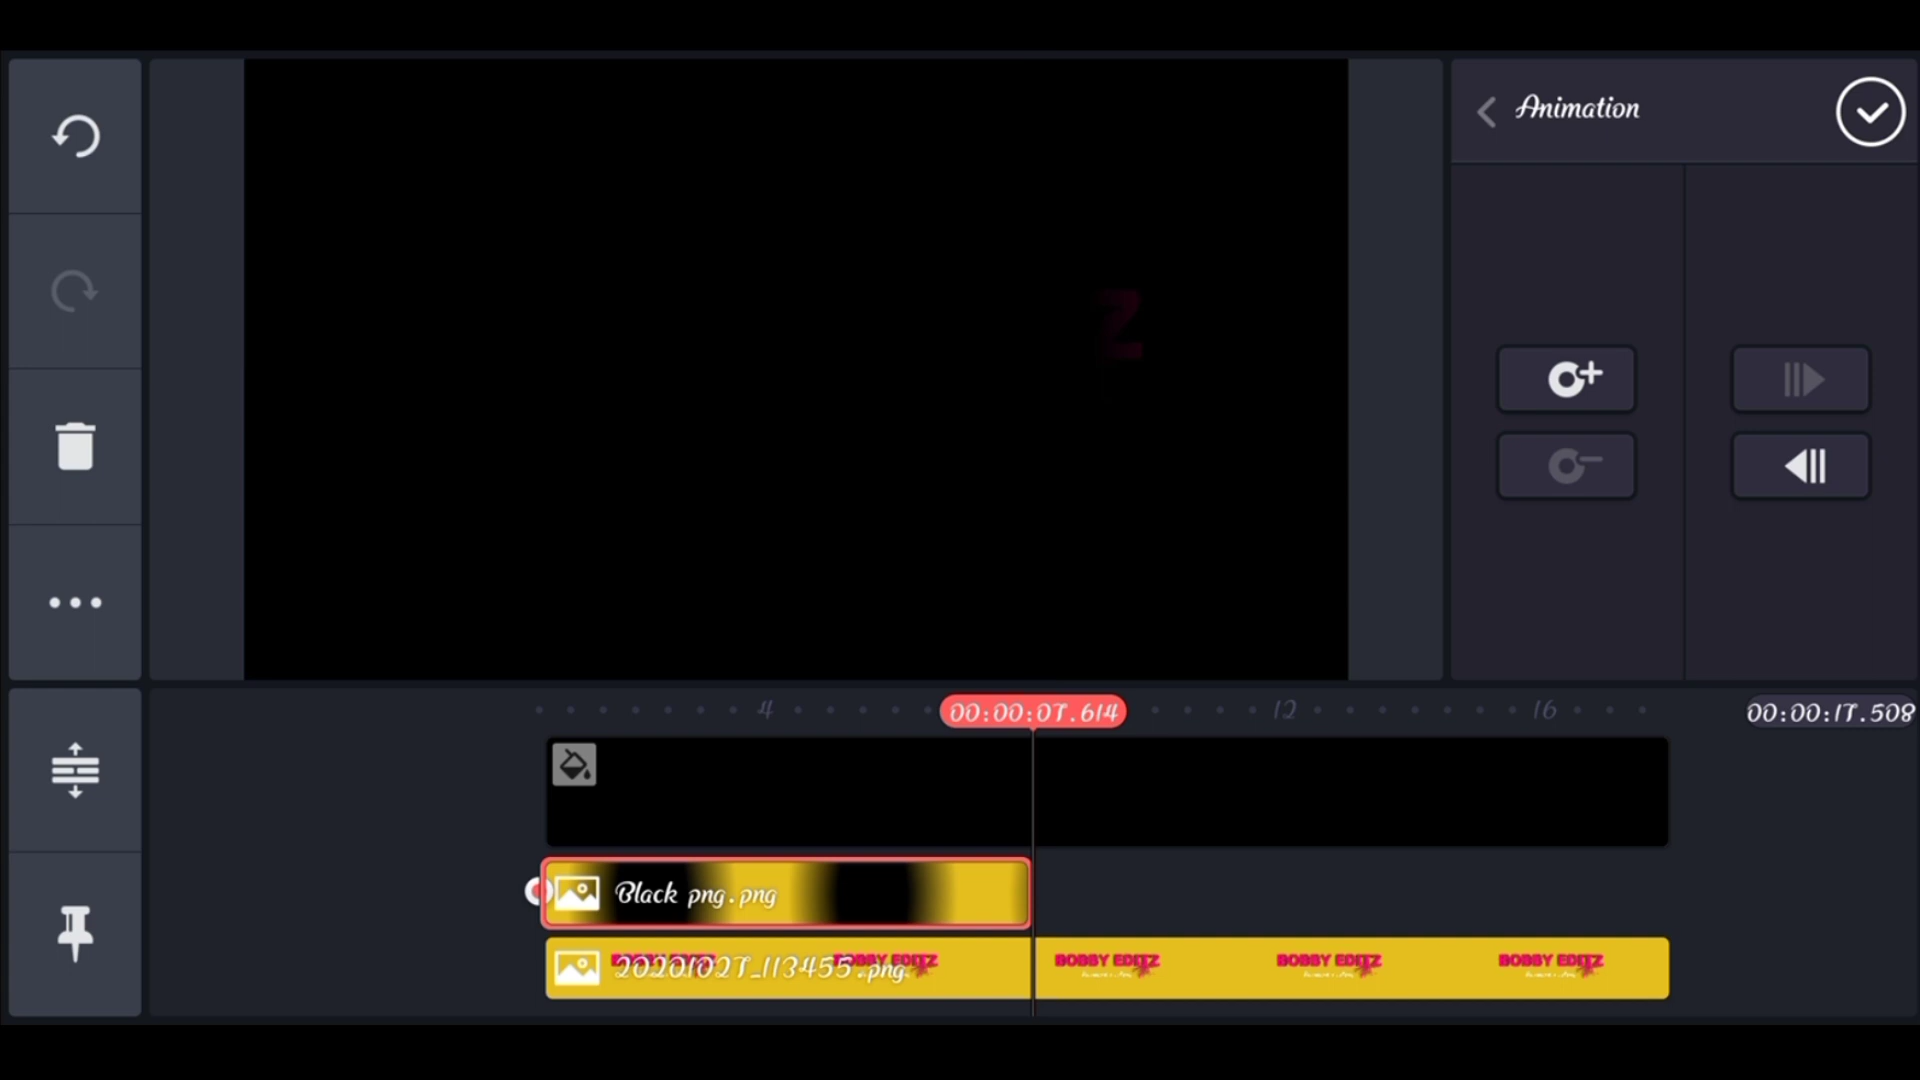 Animation
Z
4
00:00:07.614
12
16
00:00:17.508
Black png.png
20201027_113455.png
BOBBY EDITZ
BOBBY EDITZ
BOBBY EDITZ
BOBBY EDITZ